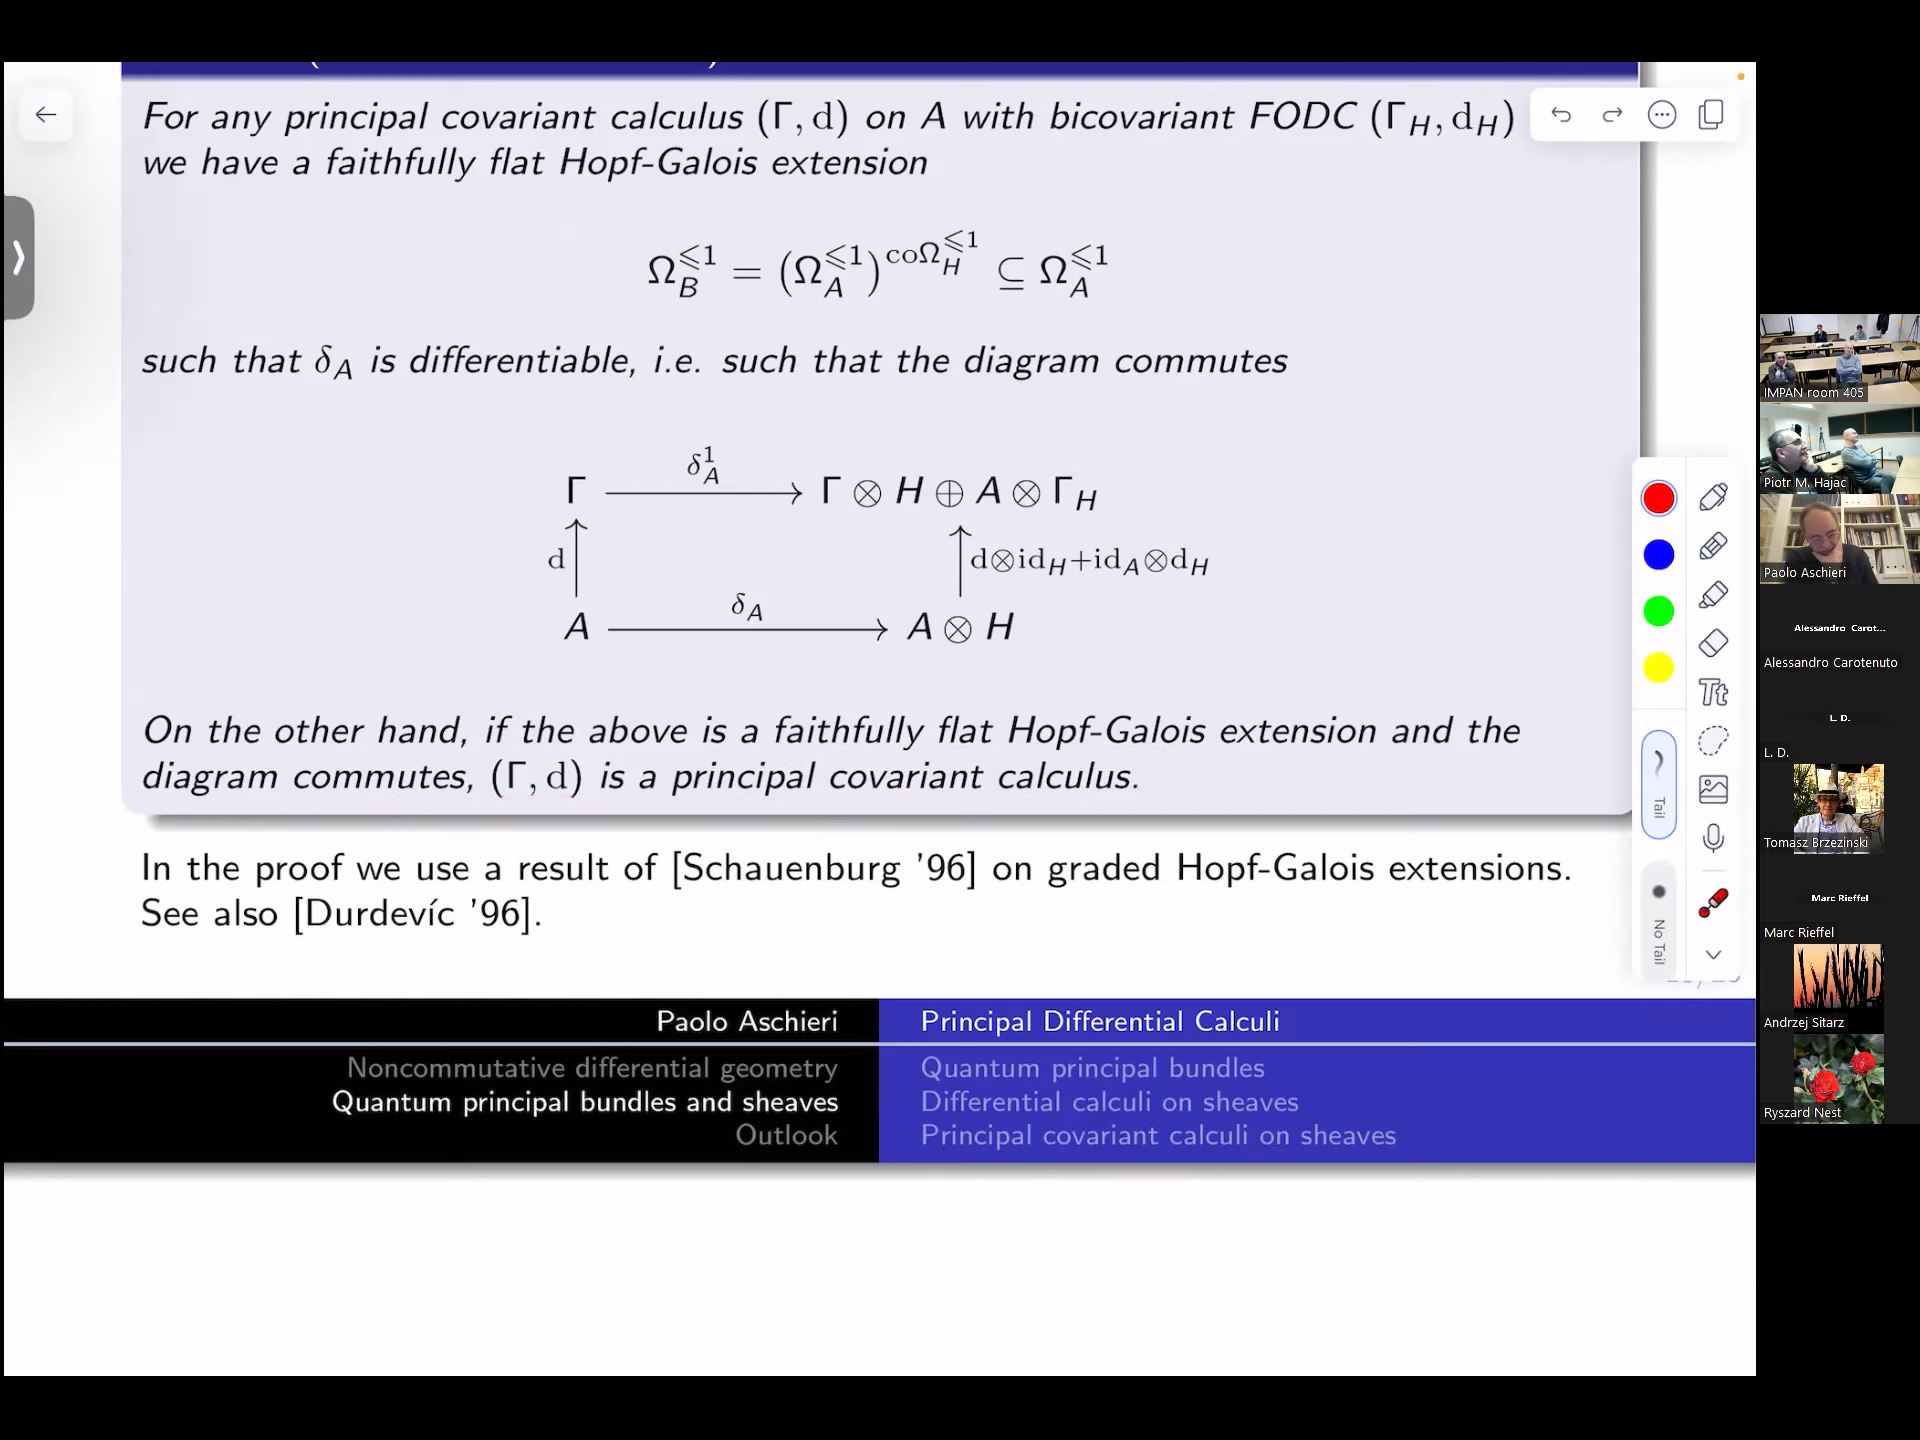 For any principal covariant calculus (Γ, d) on A with bicovariant FODC (Γ_H, d_H)
we have a faithfully flat Hopf-Galois extension
Ω_B^{⩽1} = (Ω_A^{⩽1})^{coΩ_H^{⩽1}} ⊆ Ω_A^{⩽1}
such that δ_A is differentiable, i.e. such that the diagram commutes
δ_A^1
Γ ⟶ Γ ⊗ H ⊕ A ⊗ Γ_H
d
d⊗id_H+id_A⊗d_H
δ_A
A ⟶ A ⊗ H
On the other hand, if the above is a faithfully flat Hopf-Galois extension and the
diagram commutes, (Γ, d) is a principal covariant calculus.
In the proof we use a result of [Schauenburg '96] on graded Hopf-Galois extensions.
See also [Durdevíc '96].
Paolo Aschieri
Principal Differential Calculi
Noncommutative differential geometry
Quantum principal bundles and sheaves
Outlook
Quantum principal bundles
Differential calculi on sheaves
Principal covariant calculi on sheaves
Tt
Tail
No Tail
IMPAN room 405
Piotr M. Hajac
Paolo Aschieri
Alessandro Carot...
Alessandro Carotenuto
L. D.
L. D.
Tomasz Brzezinski
Marc Rieffel
Marc Rieffel
Andrzej Sitarz
Ryszard Nest